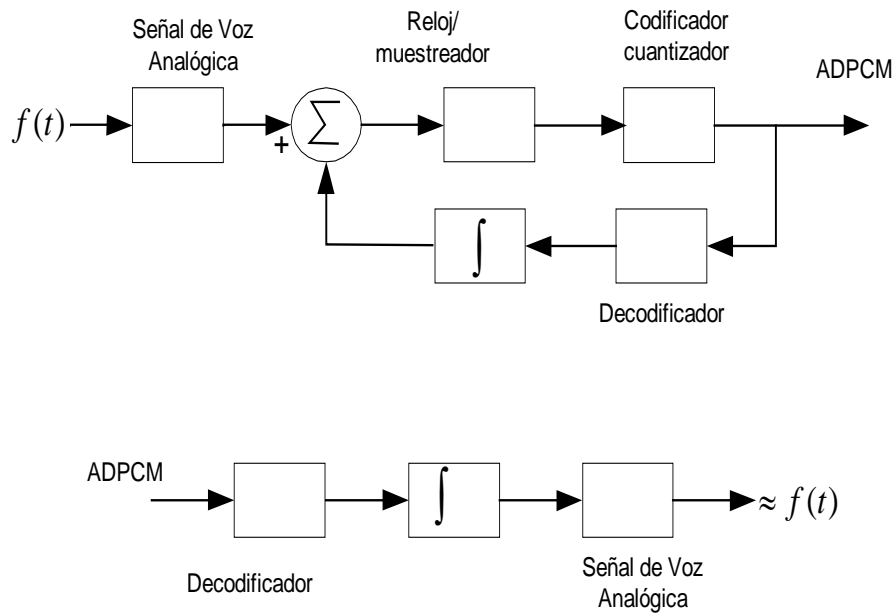 Señal de Voz
Analógica
Reloj/
muestreador
Codificador
cuantizador
ADPCM
f(t)
+
∑
∫
Decodificador
ADPCM
∫
≈ f(t)
Decodificador
Señal de Voz
Analógica